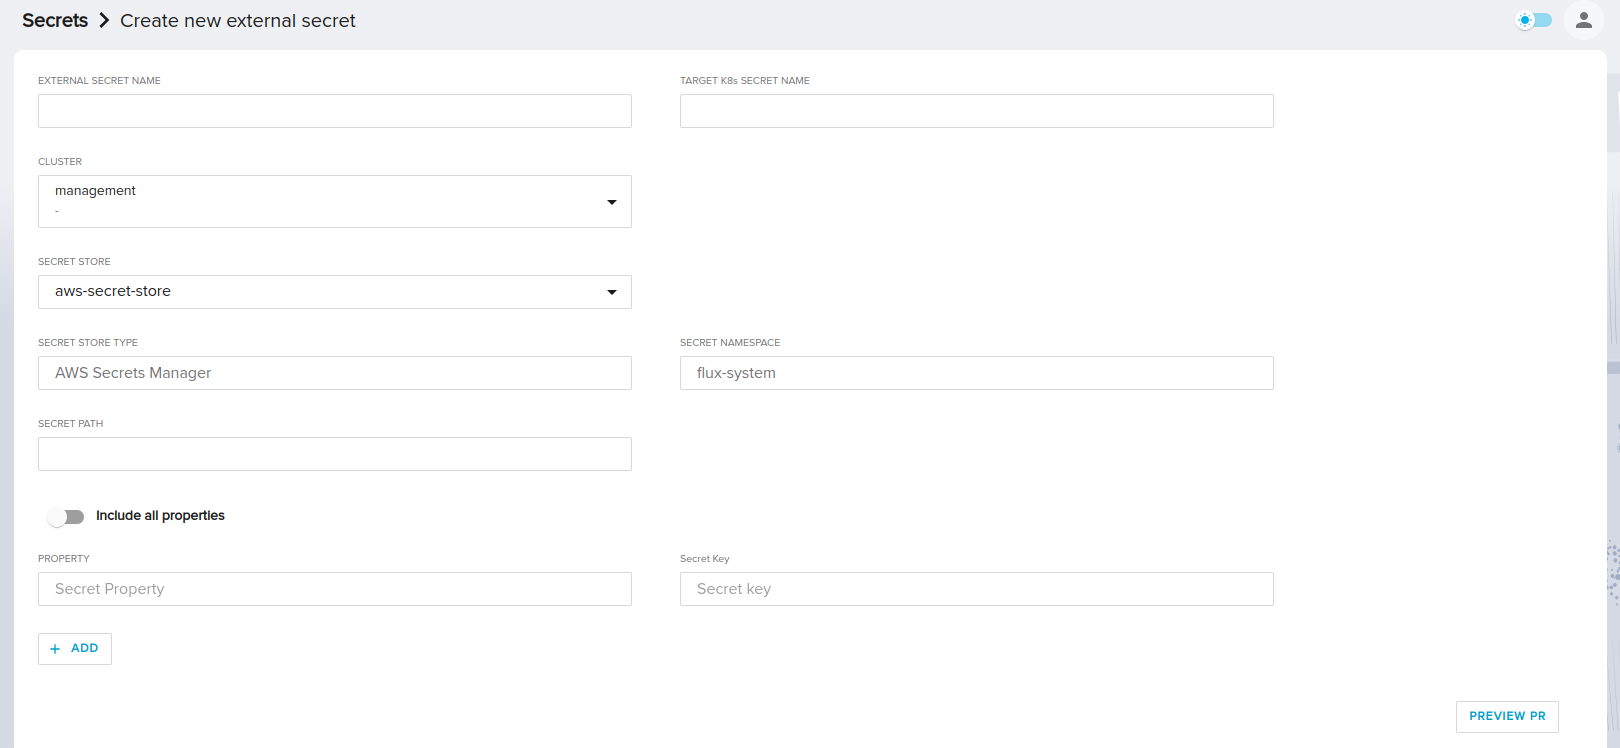 Secrets > Create new external secret
EXTERNAL SECRET NAME
TARGET K8s SECRET NAME
CLUSTER
management
-
SECRET STORE
aws-secret-store
SECRET STORE TYPE
SECRET NAMESPACE
AWS Secrets Manager
flux-system
SECRET PATH
Include all properties
PROPERTY
Secret Key
Secret Property
Secret key
+ ADD
PREVIEW PR